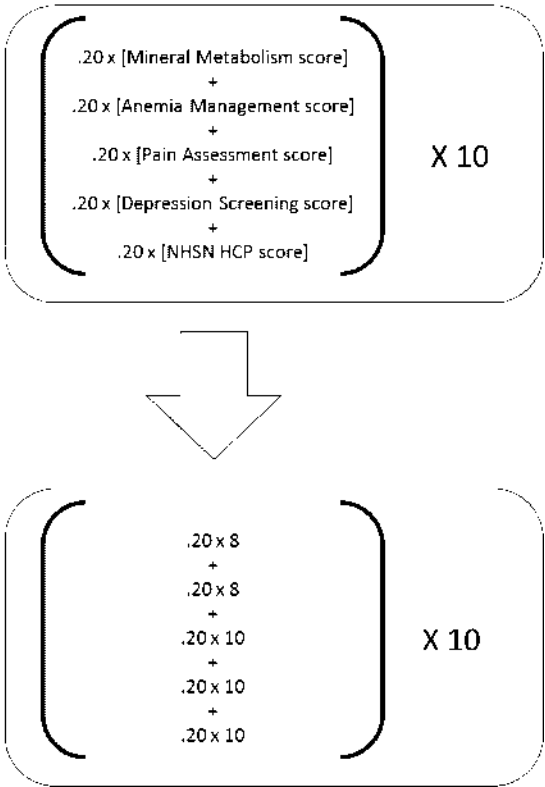 .20 x [Mineral Metabolism score]
+
.20 x [Anemia Management score]
+
.20 x [Pain Assessment score]
+
.20 x [Depression Screening score]
+
.20 x [NHSN HCP score]
X 10
.20 x 8
+
.20 x 8
+
.20 x 10
+
.20 x 10
+
.20 x 10
X 10